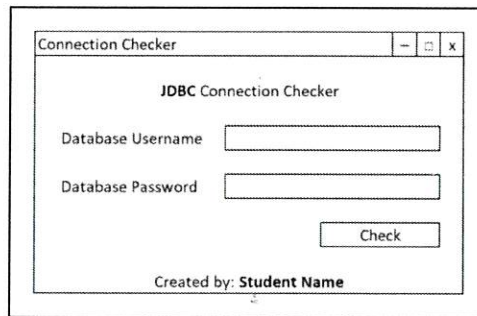 Connection Checker
JDBC Connection Checker
Database Username
Database Password
Check
Created by: Student Name